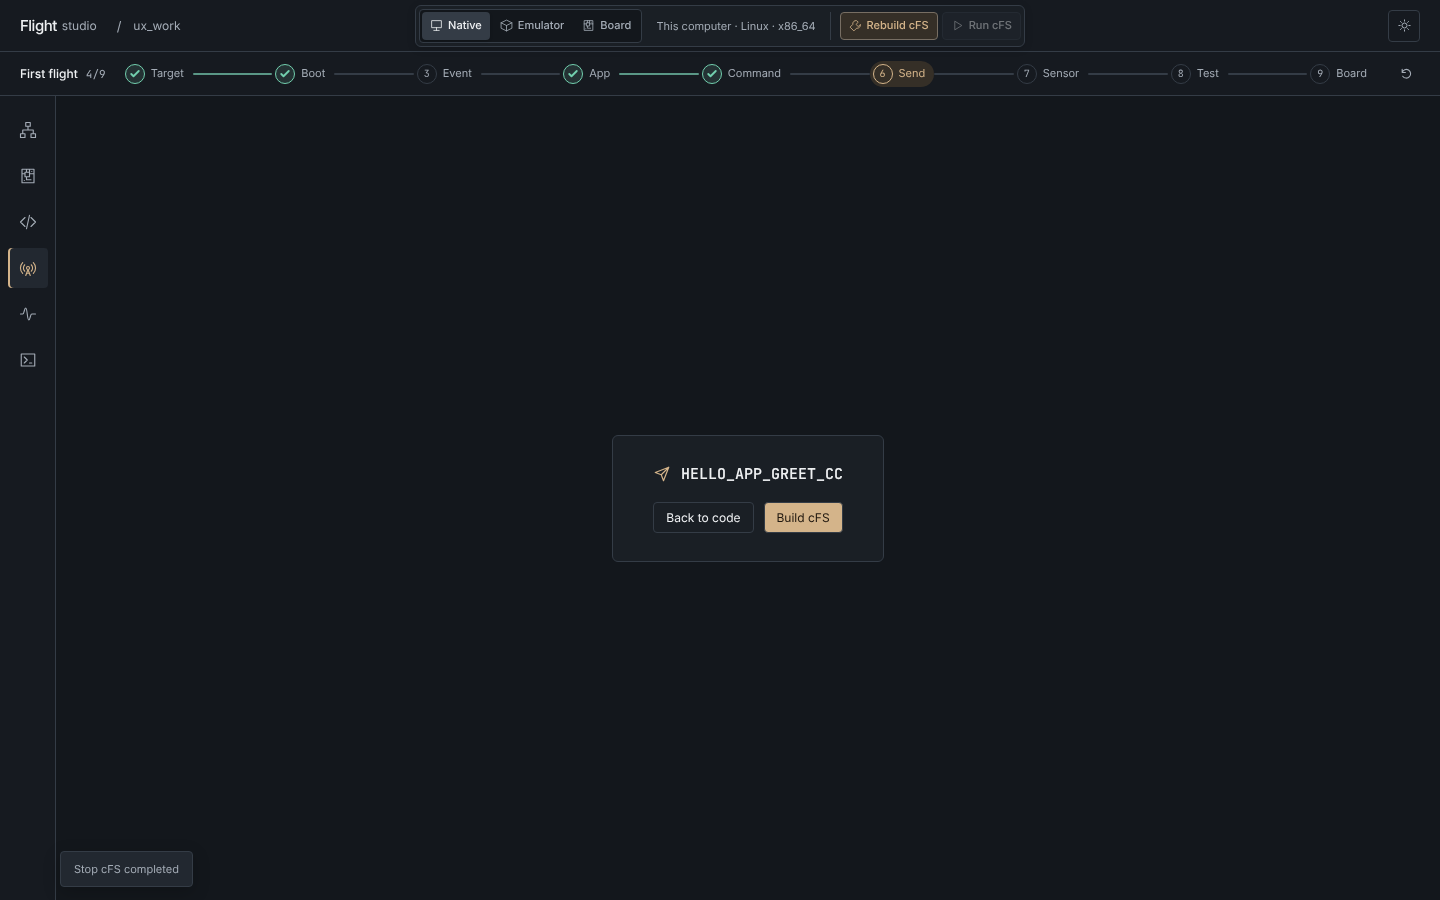 Flight studio / ux_work
Native Emulator Board This computer · Linux · x86_64 Rebuild cFS Run cFS
First flight 4/9 Target Boot 3 Event App Command 6 Send 7 Sensor 8 Test 9 Board
HELLO_APP_GREET_CC
Back to code Build cFS
Stop cFS completed